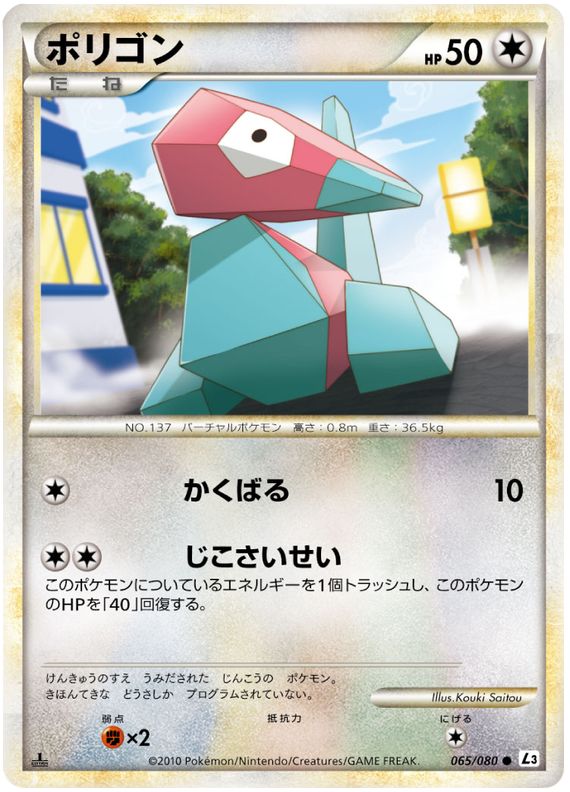 ポリゴン HP50
たね
NO.137 バーチャルポケモン 高さ：0.8m 重さ：36.5kg
かくばる 10
じこさいせい
このポケモンについているエネルギーを1個トラッシュし、このポケモン
のHPを「40」回復する。
けんきゅうのすえ うみだされた じんこうの ポケモン。
きほんてきな どうさしか プログラムされていない。
Illus.Kouki Saitou
弱点 抵抗力 にげる
×2
065/080 L3
©2010 Pokémon/Nintendo/Creatures/GAME FREAK.